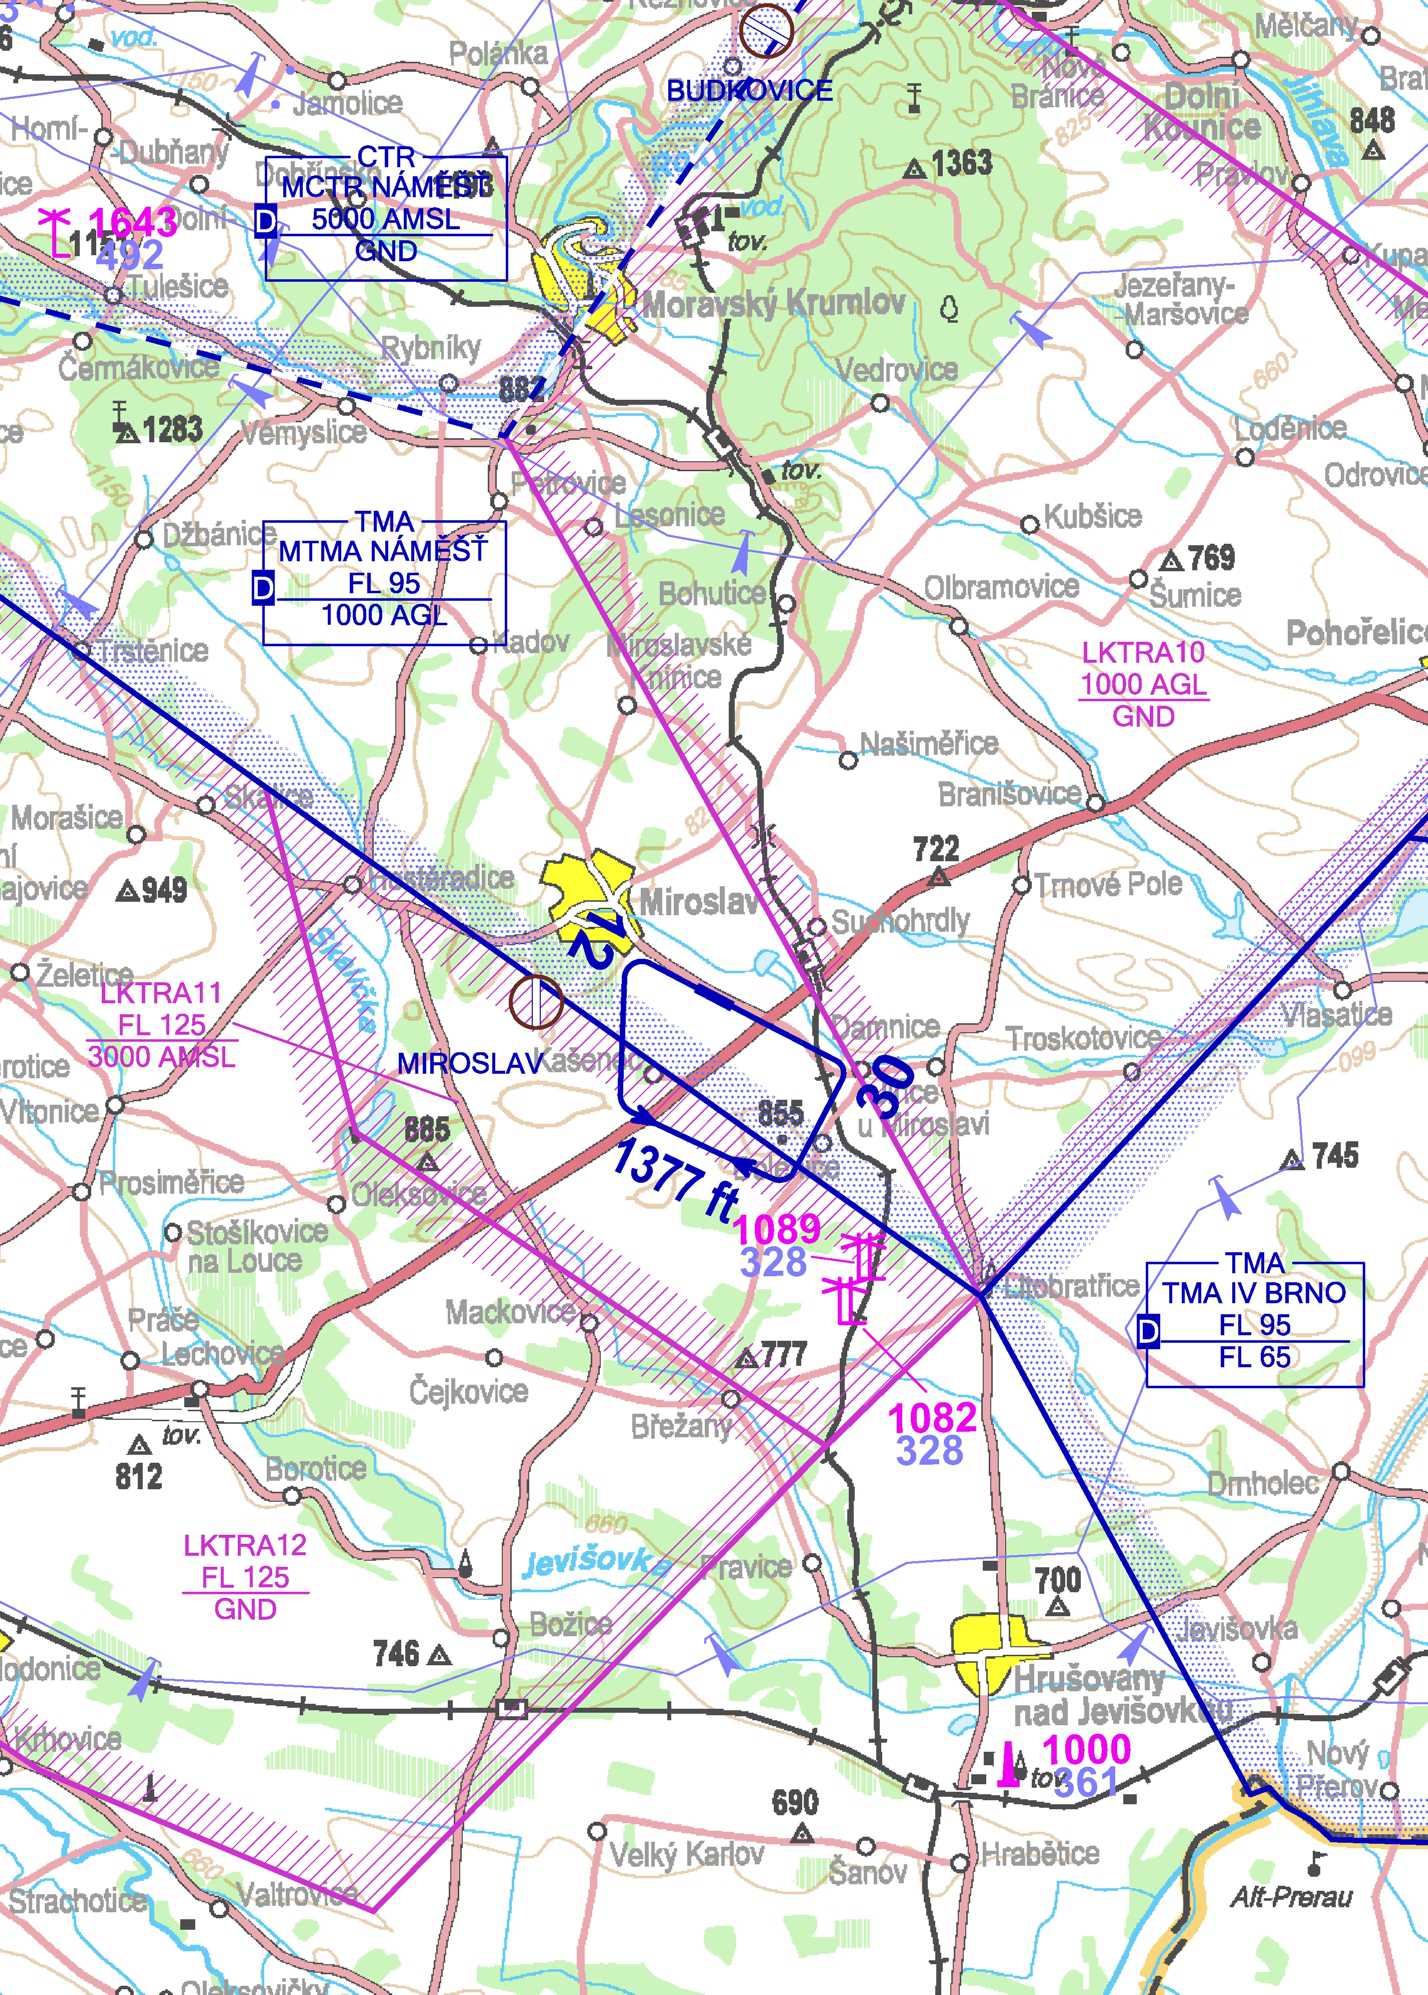 vod.
Polánka
Jamolice
1150
BUDKOVICE
Nové
Bránice
Dolní
Kounice
Mělčany
Jihlava
848
Horní-
-Dubňany
Dobřínsko
CTR
MCTR NÁMĚŠŤ
D
5000 AMSL
GND
Rokytná
1363
825
Pravlov
1643
492
Dolní-
vod.
tov.
Tulešice
Moravský Krumlov
Jezeřany-
-Maršovice
Čermákovice
Rybníky
882
Vedrovice
660
1283
Vémyslice
tov.
Loděnice
Odrovice
1150
Petrovice
Lesonice
Kubšice
Džbánice
TMA
MTMA NÁMĚŠŤ
D
FL 95
1000 AGL
769
Šumice
Bohutice
Olbramovice
Trstěnice
Kadov
Miroslavské
Knínice
LKTRA10
1000 AGL
GND
Pohořelice
Našiměřice
Skalice
Branišovice
Morašice
722
949
Hostěradice
Miroslav
Trnové Pole
Suchohrdly
Skalička
12
Želetice
LKTRA11
FL 125
3000 AMSL
Vlasatice
Damnice
Troskotovice
660
MIROSLAV
Kašenec
30
Vítonice
885
855
u Miroslavi
1377 ft
745
Prosiměřice
Oleksovice
Stošíkovice
na Louce
1089
328
Litobratřice
TMA
TMA IV BRNO
D
FL 95
FL 65
Mackovice
Práče
Lechovice
777
Čejkovice
Břežany
1082
328
tov.
812
Borotice
Drnholec
660
LKTRA12
FL 125
GND
Jevišovka
Pravice
700
Božice
746
Jevišovka
Hrušovany
nad Jevišovkou
Krhovice
1000
361
tov.
Nový
Přerov
690
Velký Karlov
Šanov
Hrabětice
660
Strachotice
Valtrovice
Alt-Prerau
Oleksovičky